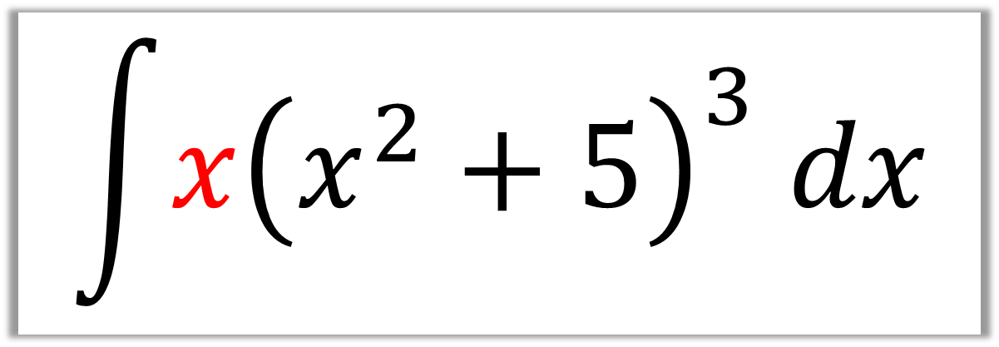 ∫ x(x² + 5)³ dx